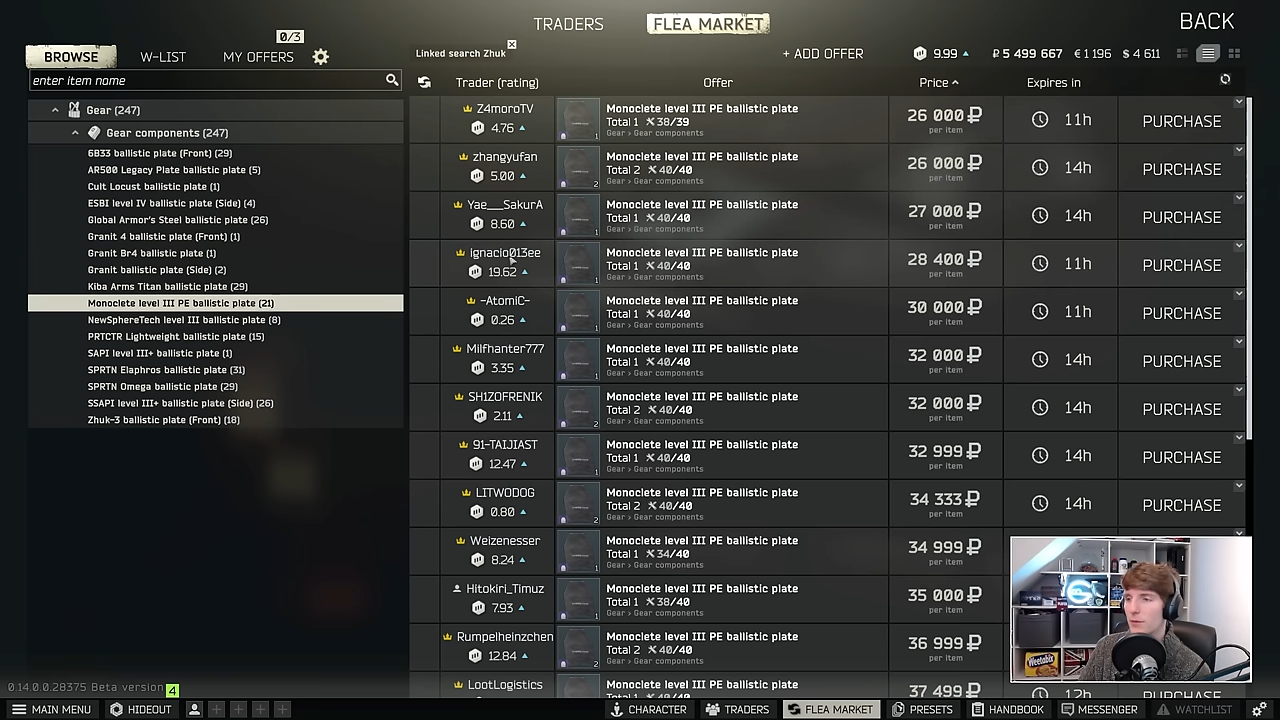 TRADERS
FLEA MARKET
BACK
0/3
BROWSE
W-LIST
MY OFFERS
Linked search Zhuk
+ ADD OFFER
9.99
₽ 5 499 667
€ 1 196
$ 4 611
enter item name
Trader (rating)
Offer
Price
Expires in
Gear (247)
Gear components (247)
6B33 ballistic plate (Front) (29)
AR500 Legacy Plate ballistic plate (5)
Cult Locust ballistic plate (1)
ESBI level IV ballistic plate (Side) (4)
Global Armor's Steel ballistic plate (26)
Granit 4 ballistic plate (Front) (1)
Granit Br4 ballistic plate (1)
Granit ballistic plate (Side) (2)
Kiba Arms Titan ballistic plate (29)
Monoclete level III PE ballistic plate (21)
NewSphereTech level III ballistic plate (8)
PRTCTR Lightweight ballistic plate (15)
SAPI level III+ ballistic plate (1)
SPRTN Elaphros ballistic plate (31)
SPRTN Omega ballistic plate (29)
SSAPI level III+ ballistic plate (Side) (26)
Zhuk-3 ballistic plate (Front) (18)
Z4moroTV
4.76
1
Monoclete level III PE ballistic plate
Total 1 38/39
Gear › Gear components
26 000 ₽
per item
11h
PURCHASE
zhangyufan
5.00
2
Monoclete level III PE ballistic plate
Total 2 40/40
Gear › Gear components
26 000 ₽
per item
14h
PURCHASE
Yae___SakurA
8.60
1
Monoclete level III PE ballistic plate
Total 1 40/40
Gear › Gear components
27 000 ₽
per item
14h
PURCHASE
ignacio013ee
19.62
1
Monoclete level III PE ballistic plate
Total 1 40/40
Gear › Gear components
28 400 ₽
per item
11h
PURCHASE
-AtomiC-
0.26
1
Monoclete level III PE ballistic plate
Total 1 40/40
Gear › Gear components
30 000 ₽
per item
11h
PURCHASE
Milfhanter777
3.35
1
Monoclete level III PE ballistic plate
Total 1 40/40
Gear › Gear components
32 000 ₽
per item
14h
PURCHASE
SH1ZOFRENIK
2.11
2
Monoclete level III PE ballistic plate
Total 2 40/40
Gear › Gear components
32 000 ₽
per item
14h
PURCHASE
91-TAIJIAST
12.47
1
Monoclete level III PE ballistic plate
Total 1 40/40
Gear › Gear components
32 999 ₽
per item
14h
PURCHASE
LITWODOG
0.80
2
Monoclete level III PE ballistic plate
Total 2 40/40
Gear › Gear components
34 333 ₽
per item
14h
PURCHASE
Weizenesser
8.24
1
Monoclete level III PE ballistic plate
Total 1 34/40
Gear › Gear components
34 999 ₽
per item
Hitokiri_Timuz
7.93
1
Monoclete level III PE ballistic plate
Total 1 38/40
Gear › Gear components
35 000 ₽
per item
Rumpelheinzchen
12.84
2
Monoclete level III PE ballistic plate
Total 2 40/40
Gear › Gear components
36 999 ₽
per item
LootLogistics
Monoclete level III PE ballistic plate
37 499 ₽
12h
PURCHASE
Weetabix
0.14.0.0.28375 Beta version
4
MAIN MENU
HIDEOUT
CHARACTER
TRADERS
FLEA MARKET
PRESETS
HANDBOOK
MESSENGER
WATCHLIST